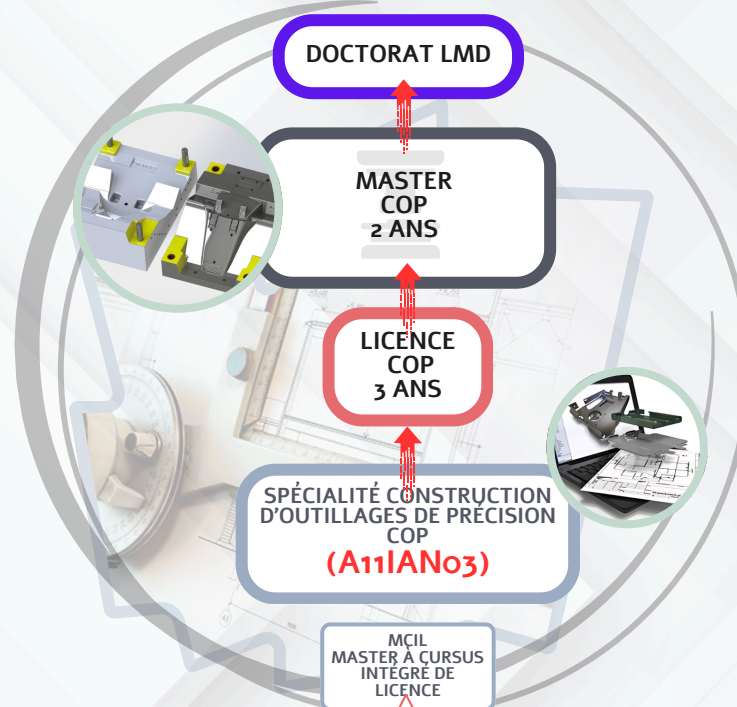 DOCTORAT LMD
MASTER
COP
2 ANS
LICENCE
COP
3 ANS
SPÉCIALITÉ CONSTRUCTION
D'OUTILLAGES DE PRÉCISION
COP
(A11IAN03)
MÇIL
MASTER À CURSUS
INTÉGRÉ DE
LICENCE